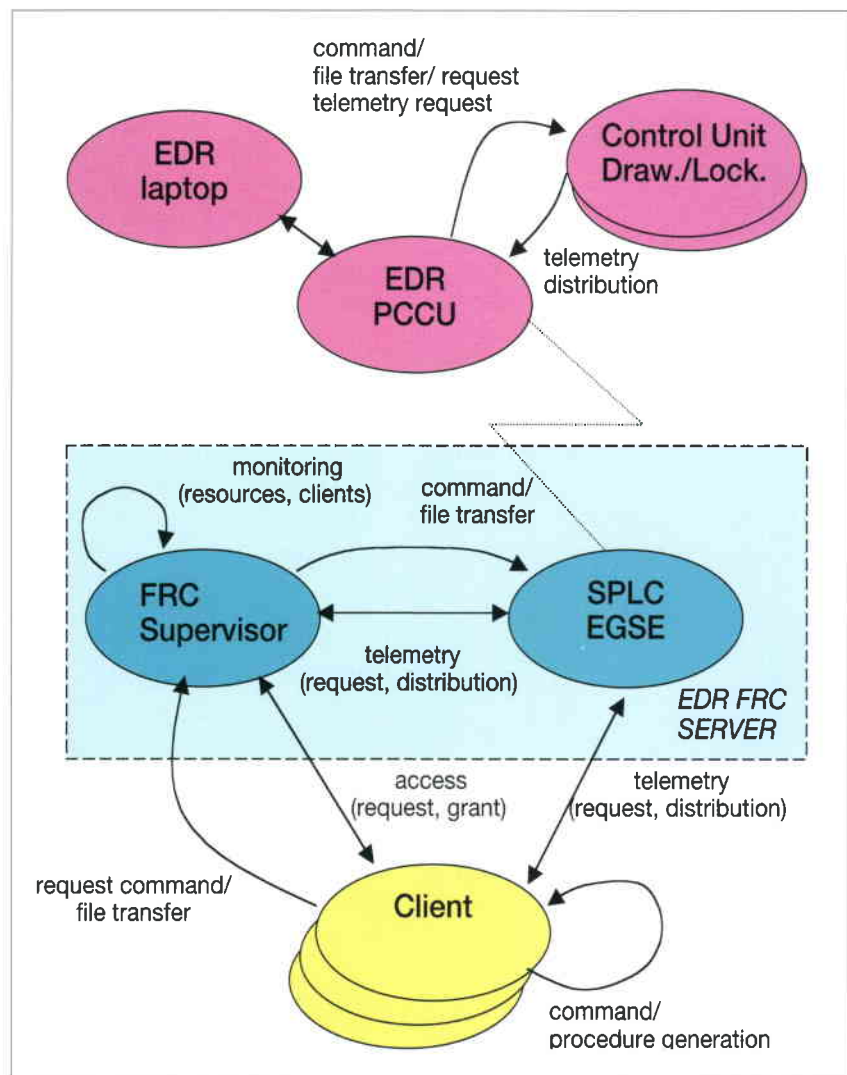 command/
file transfer/ request
telemetry request
Control Unit
Draw./Lock.
EDR
laptop
telemetry
distribution
EDR
PCCU
monitoring
(resources, clients)
command/
file transfer
FRC
Supervisor
SPLC
EGSE
telemetry
(request, distribution)
EDR FRC
SERVER
access
(request, grant)
telemetry
(request, distribution)
request command/
file transfer
Client
command/
procedure generation